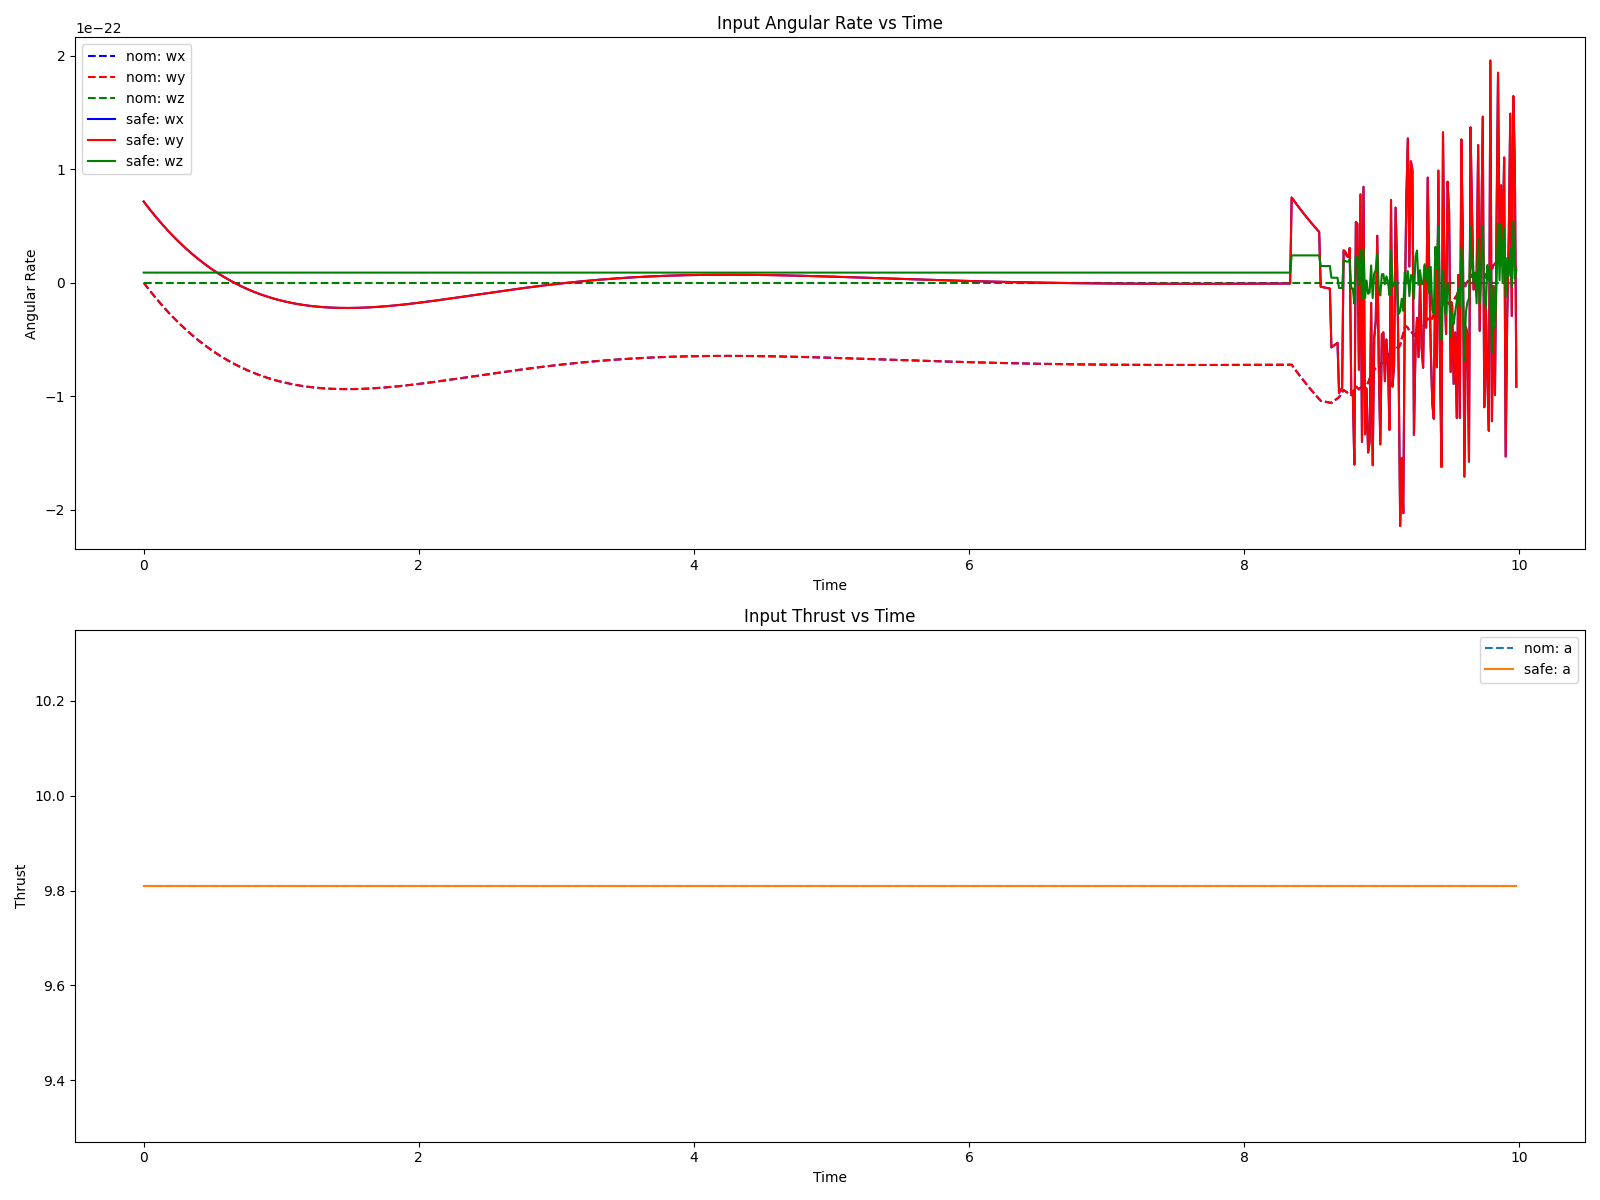 Input Angular Rate vs Time
1e−22
nom: wx
nom: wy
nom: wz
safe: wx
safe: wy
safe: wz
2
1
0
−1
−2
Angular Rate
0 2 4 6 8 10
Time
Input Thrust vs Time
nom: a
safe: a
10.2
10.0
9.8
9.6
9.4
Thrust
0 2 4 6 8 10
Time